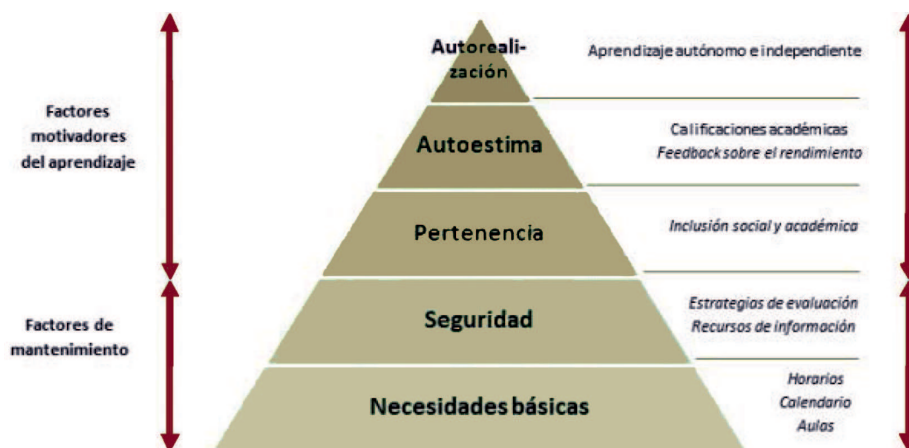 Autoreali-
zación
Aprendizaje autónomo e independiente
Factores
motivadores
del aprendizaje
Autoestima
Calificaciones académicas
Feedback sobre el rendimiento
Pertenencia
Inclusión social y académica
Factores de
mantenimiento
Seguridad
Estrategias de evaluación
Recursos de información
Necesidades básicas
Horarios
Calendario
Aulas